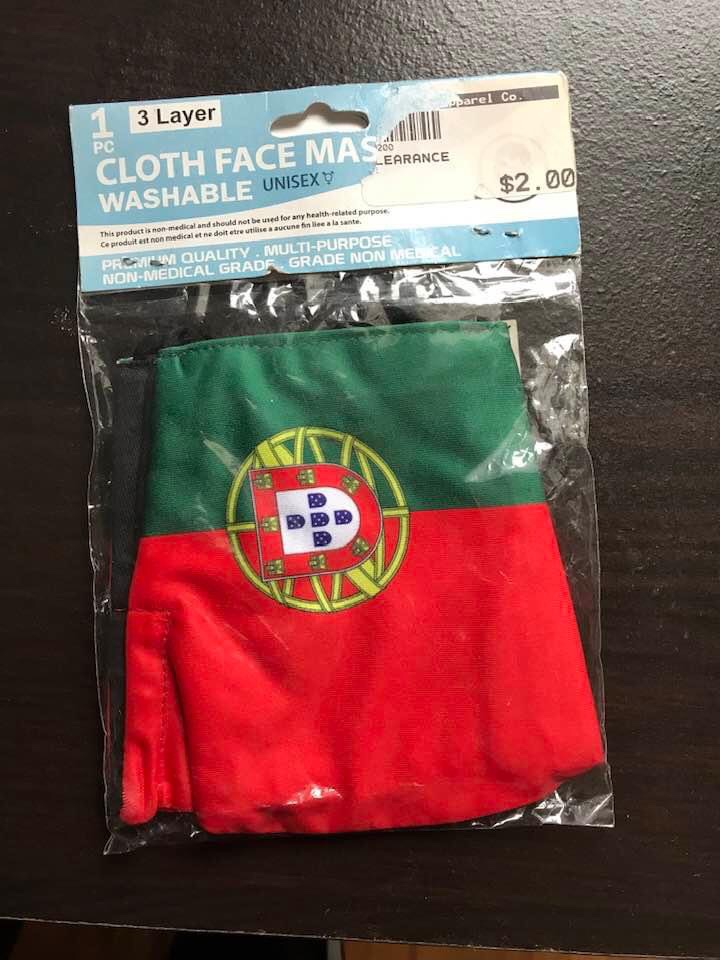 1
PC
3 Layer
CLOTH FACE MAS
WASHABLE UNISEX
Co.
200
CLEARANCE
$2.00
This product is non-medical and should not be used for any health-related purpose.
Ce produit est non medical et ne doit etre utilise a aucune fin liee a la sante.
PREMIUM QUALITY . MULTI-PURPOSE
NON-MEDICAL GRADE . GRADE NON MEDICAL